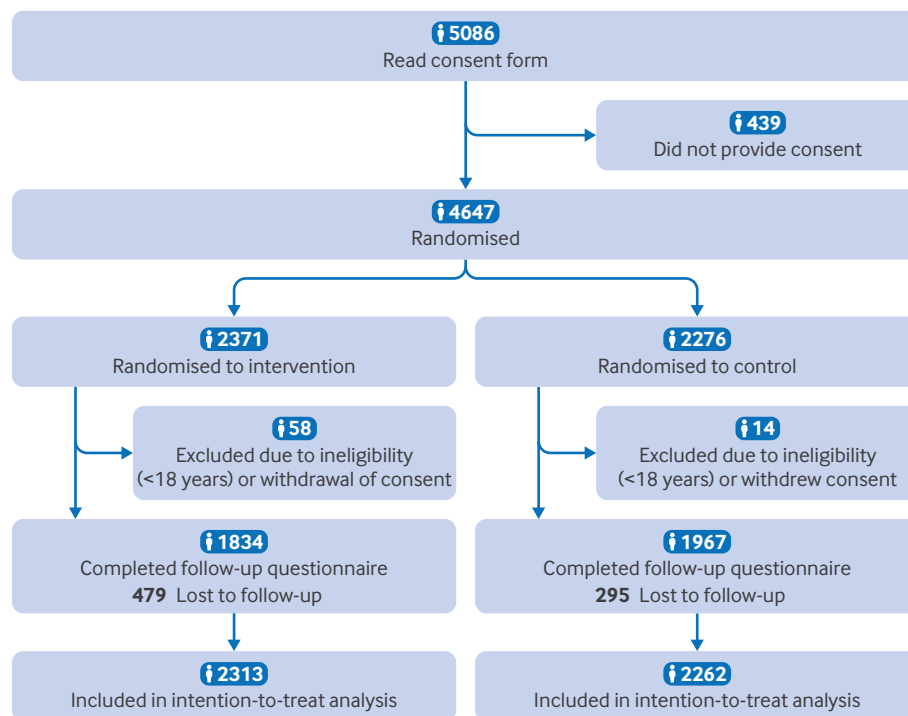 5086
Read consent form
439
Did not provide consent
4647
Randomised
2371
Randomised to intervention
2276
Randomised to control
58
Excluded due to ineligibility
(<18 years) or withdrawal of consent
14
Excluded due to ineligibility
(<18 years) or withdrew consent
1834
Completed follow-up questionnaire
479 Lost to follow-up
1967
Completed follow-up questionnaire
295 Lost to follow-up
2313
Included in intention-to-treat analysis
2262
Included in intention-to-treat analysis